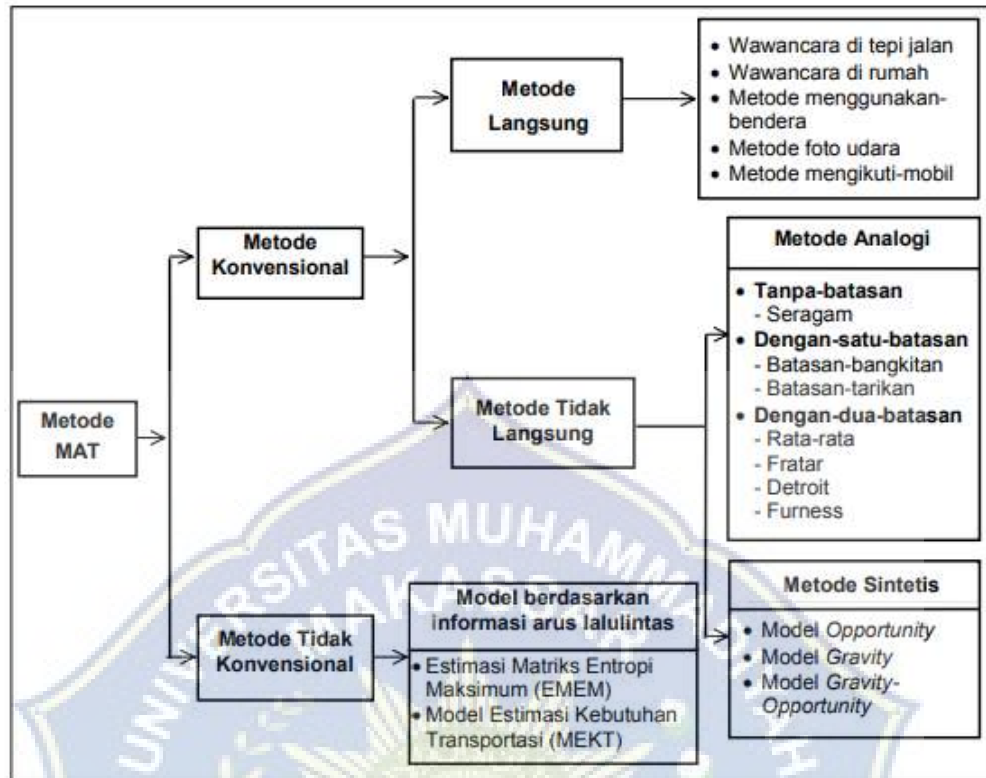 Metode
MAT
Metode
Konvensional
Metode
Langsung
• Wawancara di tepi jalan
• Wawancara di rumah
• Metode menggunakan-
bendera
• Metode foto udara
• Metode mengikuti-mobil
Metode Tidak
Langsung
Metode Analogi
• Tanpa-batasan
- Seragam
• Dengan-satu-batasan
- Batasan-bangkitan
- Batasan-tarikan
• Dengan-dua-batasan
- Rata-rata
- Fratar
- Detroit
- Furness
Metode Sintetis
• Model Opportunity
• Model Gravity
• Model Gravity-
Opportunity
Metode Tidak
Konvensional
Model berdasarkan
informasi arus lalulintas
• Estimasi Matriks Entropi
Maksimum (EMEM)
• Model Estimasi Kebutuhan
Transportasi (MEKT)
UNIVERSITAS MUHAMMADIYAH